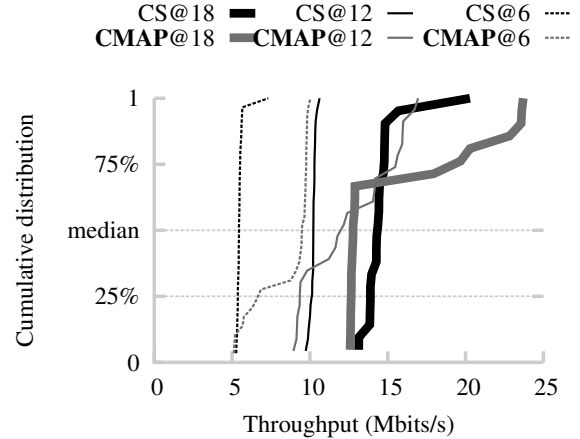 CS@18 CS@12 CS@6
CMAP@18 CMAP@12 CMAP@6
1
75%
median
25%
0
Cumulative distribution
0 5 10 15 20 25
Throughput (Mbits/s)